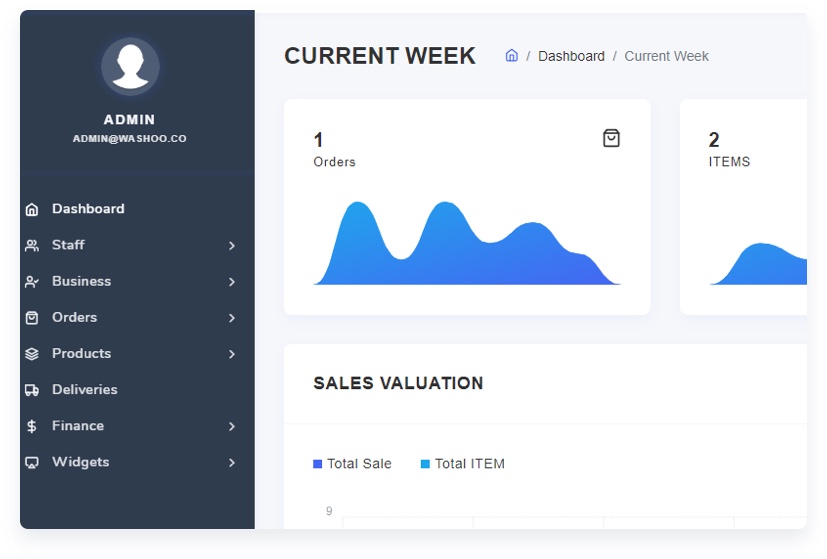 ADMIN
ADMIN@WASHOO.CO
Dashboard
Staff
Business
Orders
Products
Deliveries
Finance
Widgets
CURRENT WEEK
/ Dashboard / Current Week
1
Orders
2
ITEMS
SALES VALUATION
Total Sale Total ITEM
9